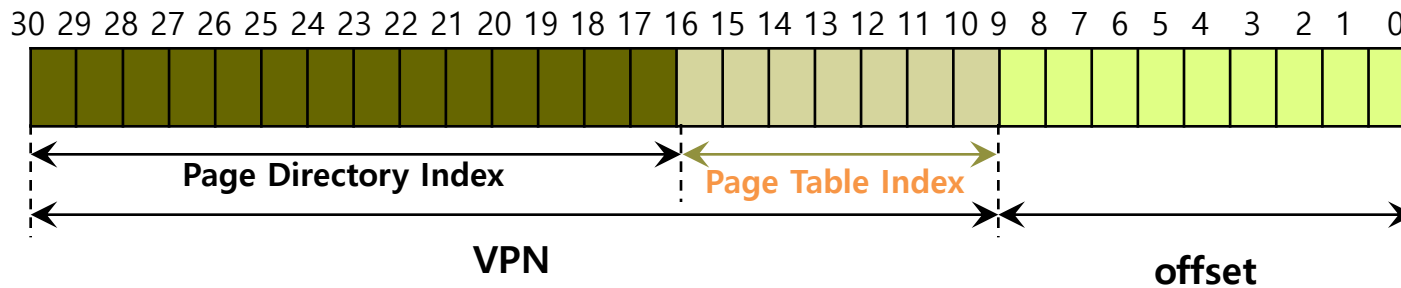 30 29 28 27 26 25 24 23 22 21 20 19 18 17 16 15 14 13 12 11 10 9 8 7 6 5 4 3 2 1 0
Page Directory Index
Page Table Index
VPN
offset